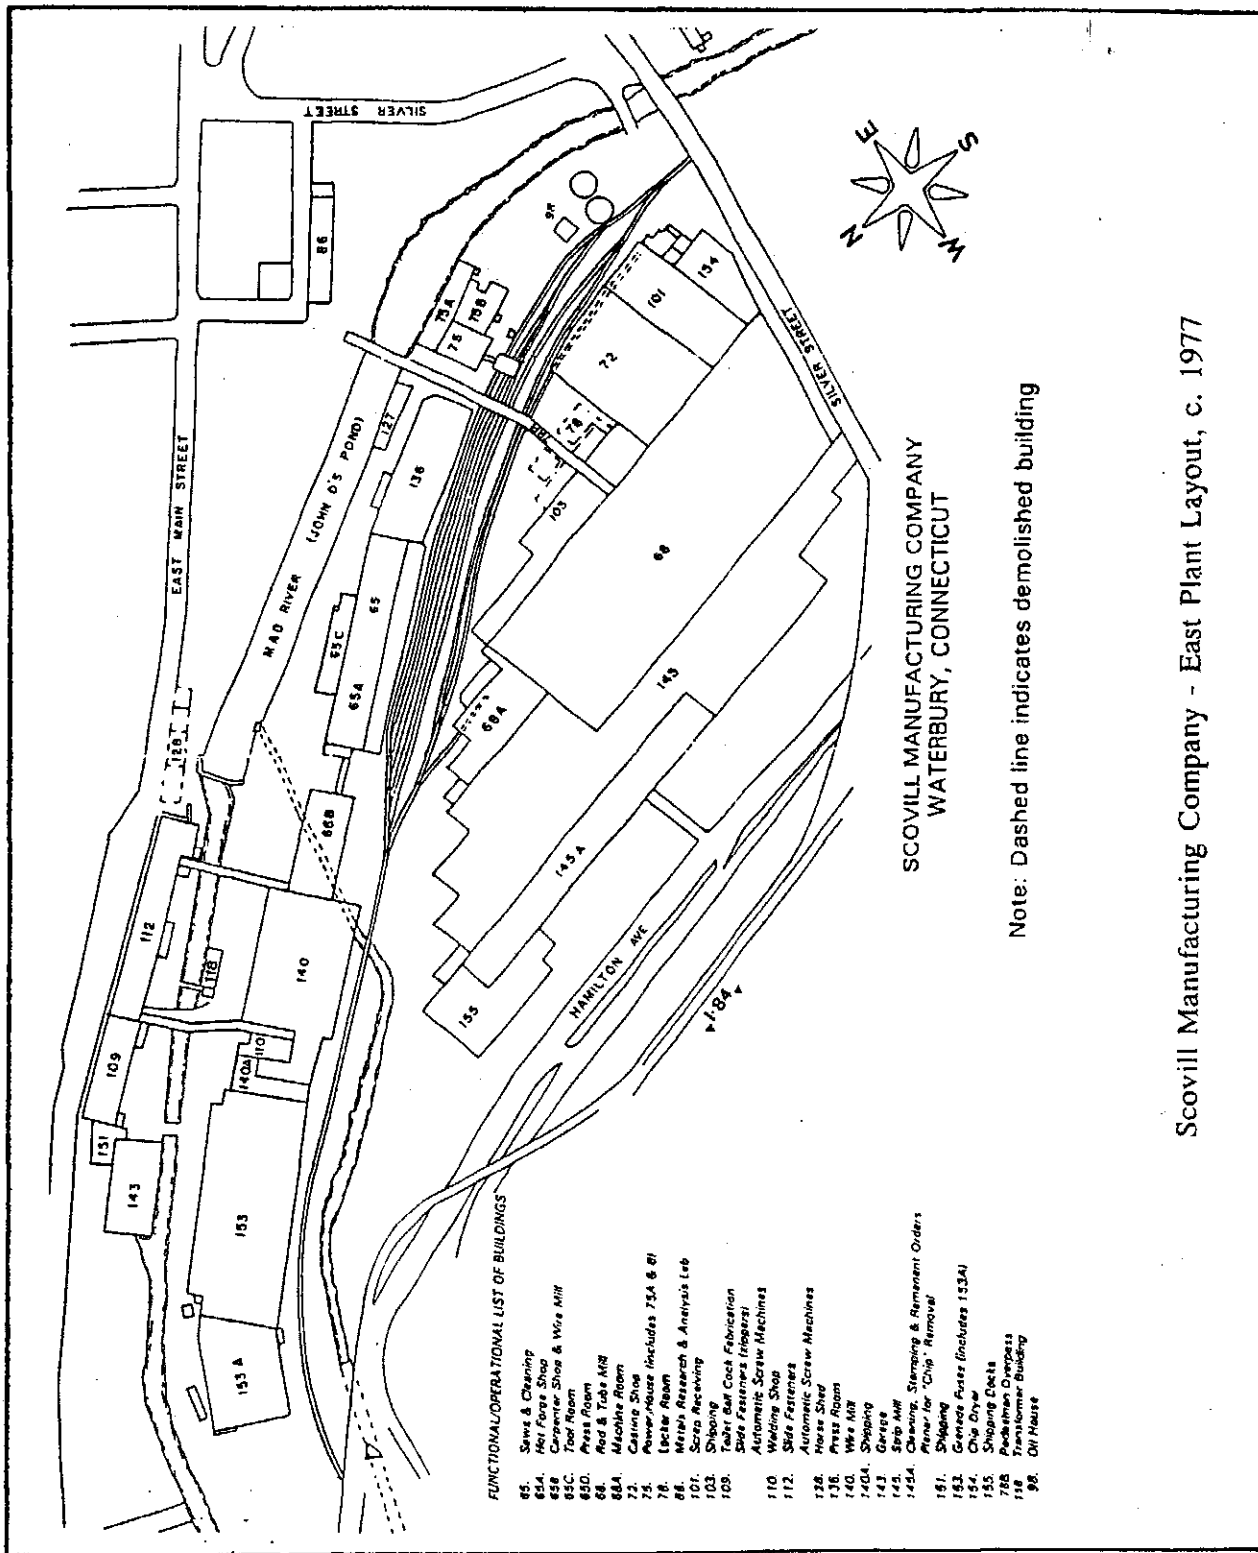 SILVER STREET
EAST MAIN STREET
MAD RIVER (JOHN D'S POND)
SILVER STREET
HAMILTON AVE
I-84
N
E
S
W
86
98
75A
75B
75
127
136
128
65C
65
65A
66B
112
118
140
110
140A
109
151
143
153
153A
154
101
72
78
78B
103
68
68A
145
145A
155
SCOVILL MANUFACTURING COMPANY
WATERBURY, CONNECTICUT
Note: Dashed line indicates demolished building
FUNCTIONAL/OPERATIONAL LIST OF BUILDINGS
65. Saws & Cleaning
65A. Hot Forge Shop
65B Carpenter Shop & Wire Mill
65C. Tool Room
65D. Press Room
68. Rod & Tube Mill
68A. Machine Room
72. Casting Shop
75. Power House (includes 75A & B)
78. Locker Room
86. Metals Research & Analysis Lab
101. Scrap Receiving
103. Shipping
109. Toilet Ball Cock Fabrication
Slide Fasteners (zippers)
Automatic Screw Machines
110. Welding Shop
112. Slide Fasteners
Automatic Screw Machines
128. Horse Shed
136. Press Room
140. Wire Mill
140A. Shipping
143. Garage
145. Strip Mill
145A. Cleaning, Stamping & Remanent Orders
Planer for "Chip" Removal
151. Shipping
153. Grenade Fuses (includes 153A)
154. Chip Dryer
155. Shipping Docks
78B Pedestrian Overpass
118 Transformer Building
98. Oil House
Scovill Manufacturing Company - East Plant Layout, c. 1977